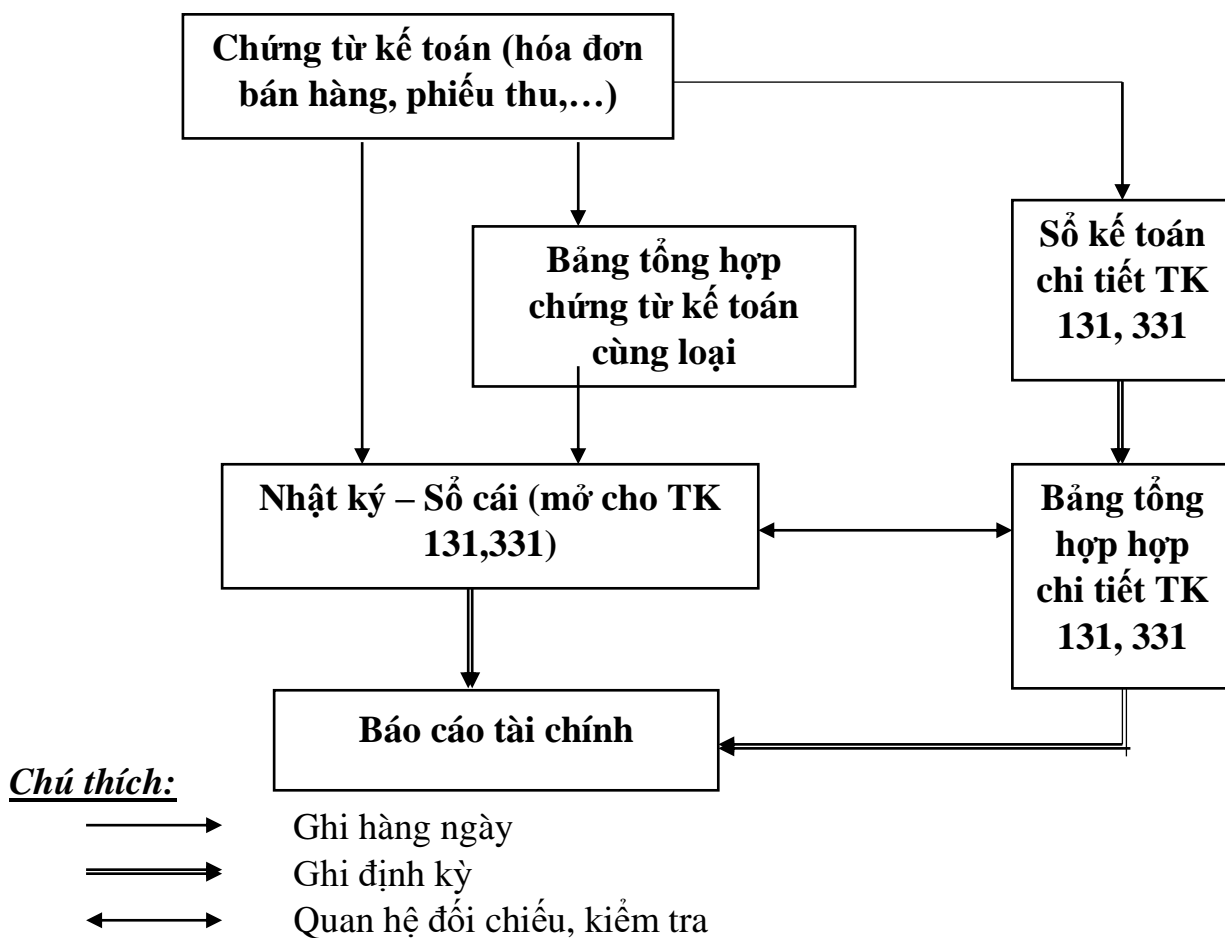 Chứng từ kế toán (hóa đơn
bán hàng, phiếu thu,…)
Bảng tổng hợp
chứng từ kế toán
cùng loại
Sổ kế toán
chi tiết TK
131, 331
Nhật ký – Sổ cái (mở cho TK
131,331)
Bảng tổng
hợp hợp
chi tiết TK
131, 331
Báo cáo tài chính
Chú thích:
Ghi hàng ngày
Ghi định kỳ
Quan hệ đối chiếu, kiểm tra